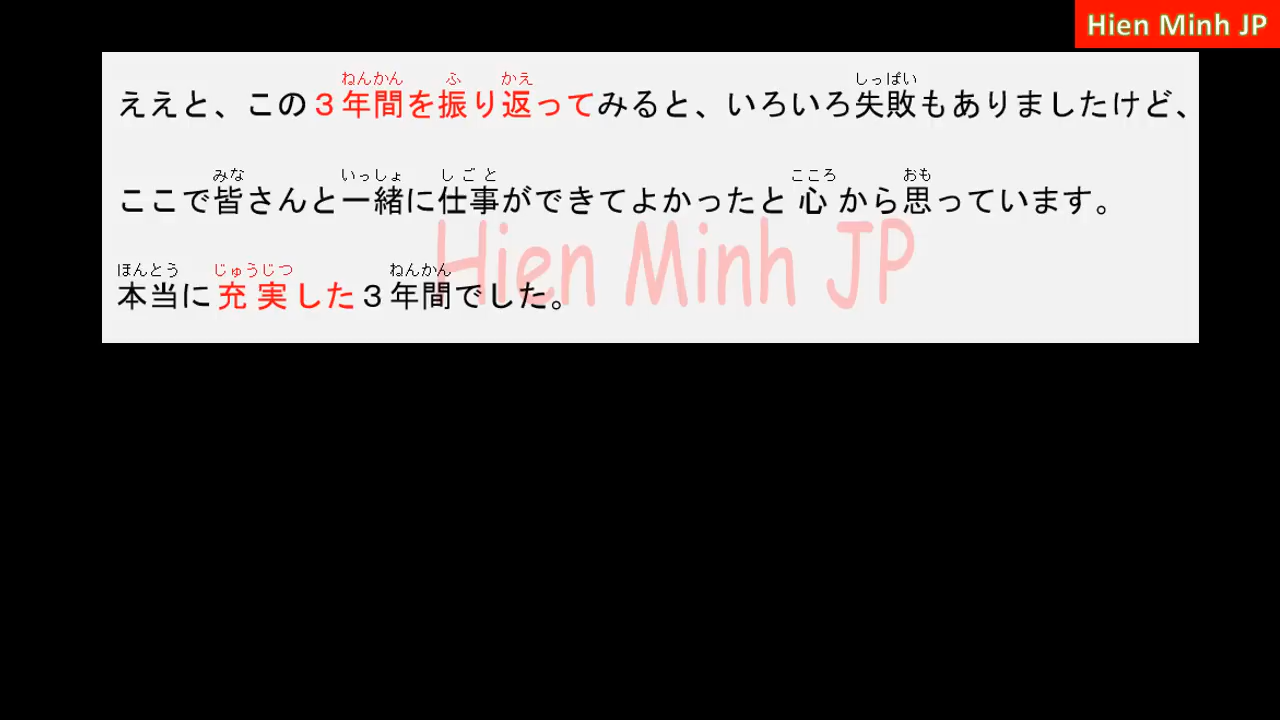 Hien Minh JP
ねんかん ふ かえ しっぱい
ええと、この３年間を振り返ってみると、いろいろ失敗もありましたけど、
みな いっしょ しごと こころ おも
ここで皆さんと一緒に仕事ができてよかったと心から思っています。
ほんとう じゅうじつ ねんかん
本当に充実した３年間でした。
Hien Minh JP